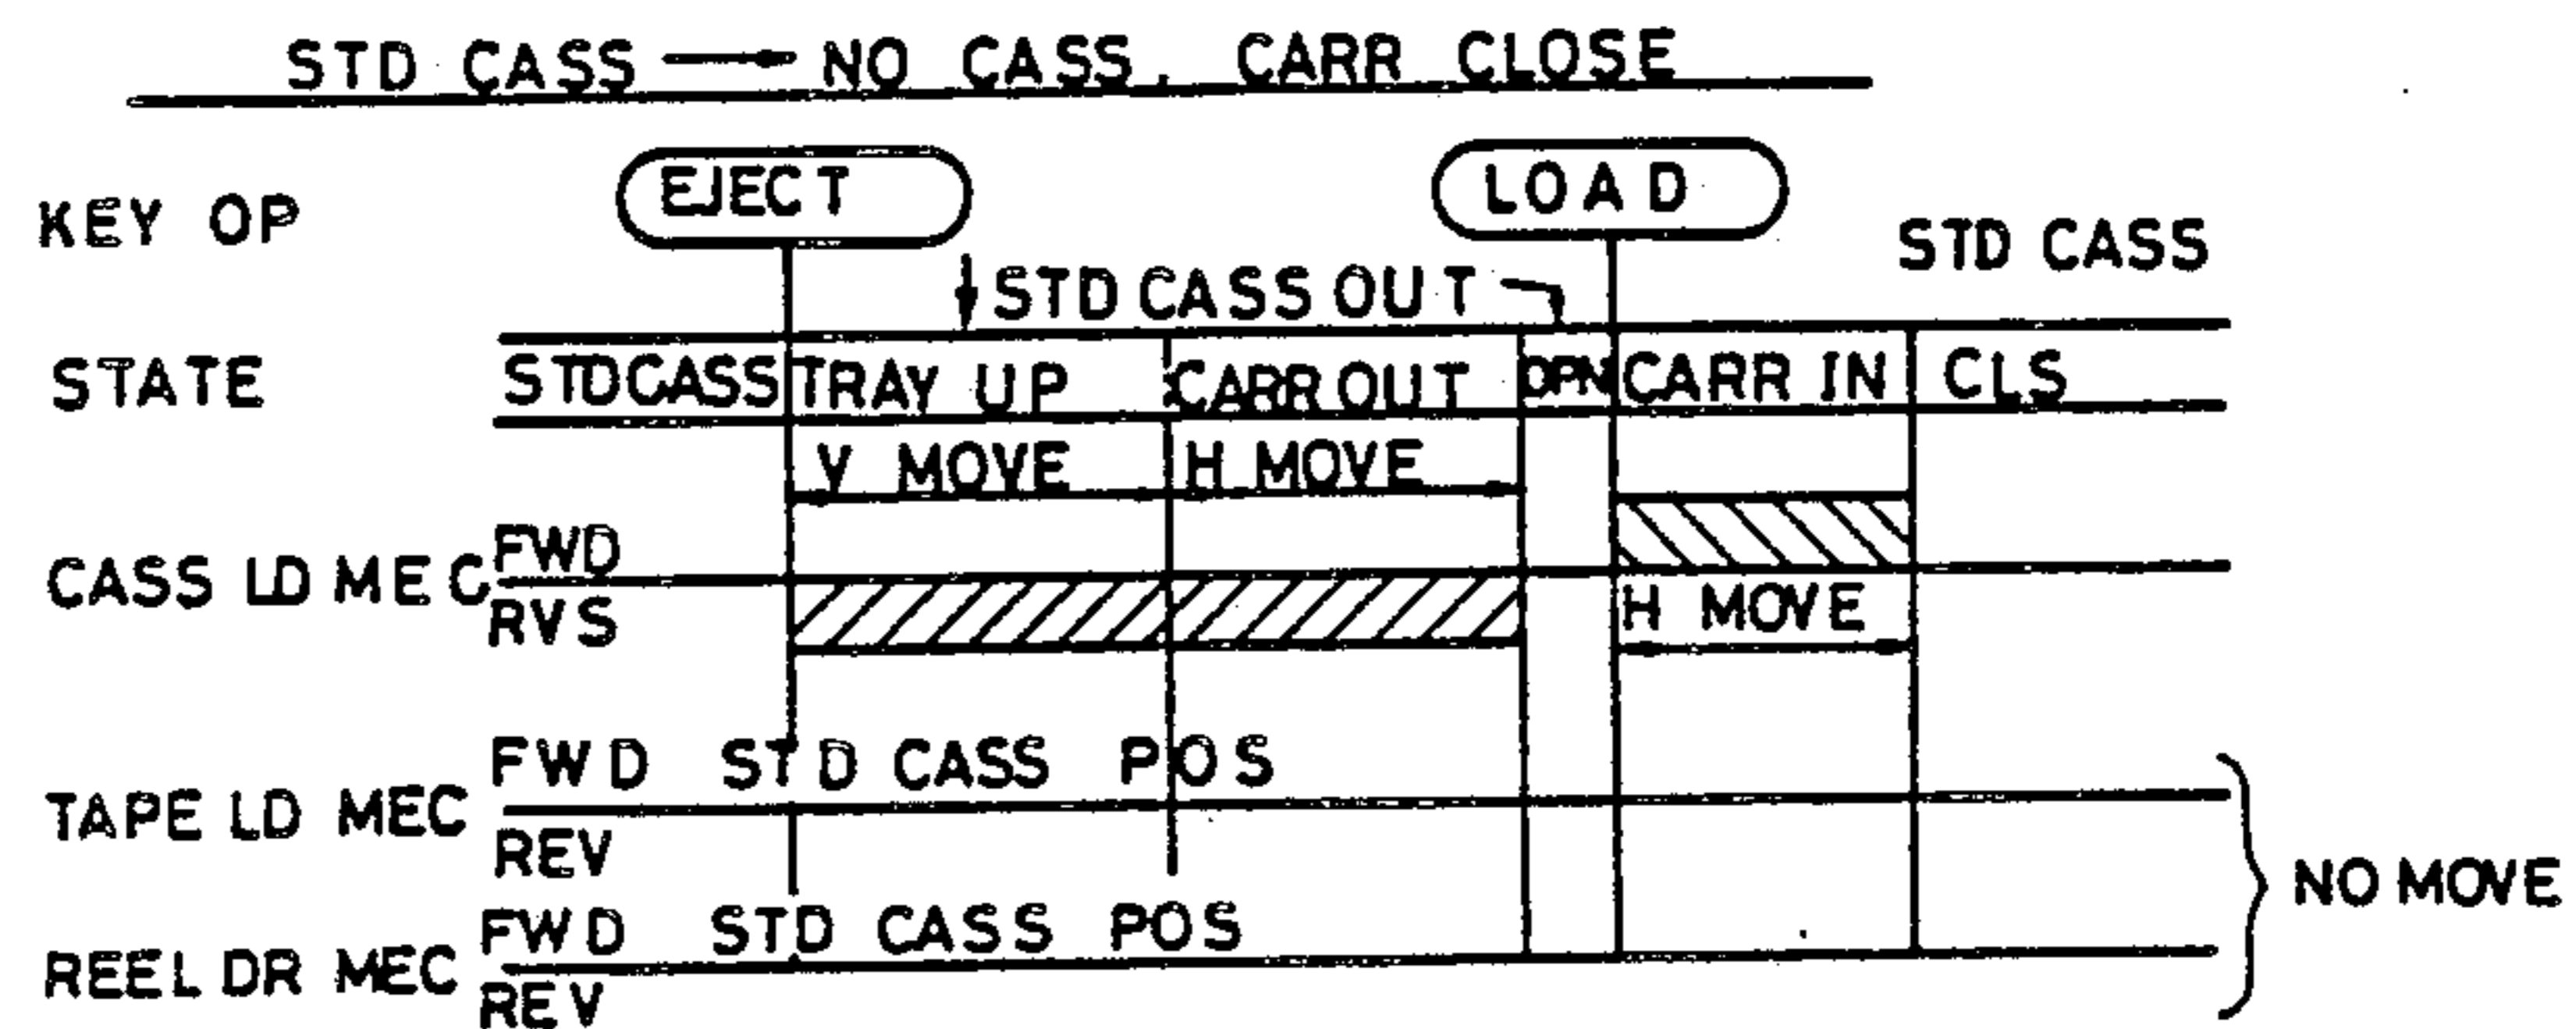 STD CASS → NO CASS, CARR CLOSE
KEY OP
EJECT
LOAD
STD CASS OUT
STD CASS
STATE
STD CASS
TRAY UP
CARR OUT
OPN
CARR IN
CLS
V MOVE
H MOVE
CASS LD MEC
FWD
RVS
H MOVE
TAPE LD MEC
FWD STD CASS POS
REV
REEL DR MEC
FWD STD CASS POS
REV
NO MOVE